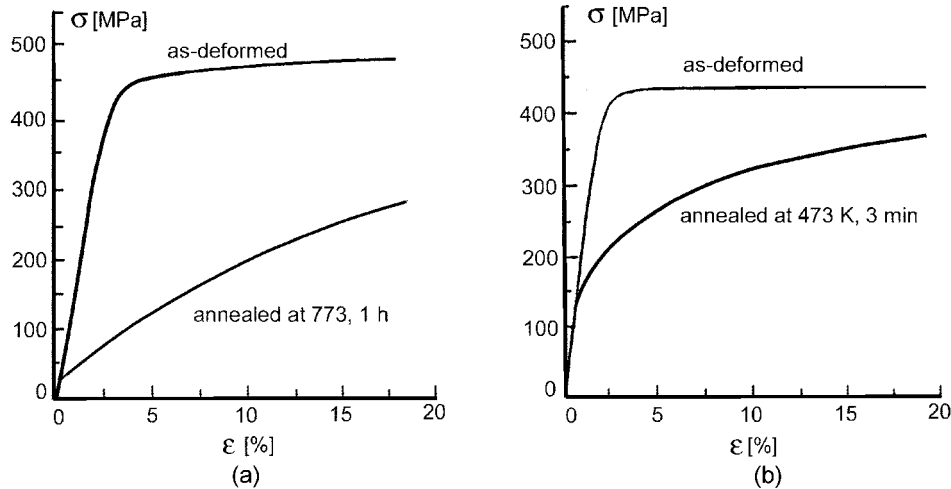 σ [MPa]
500
400
300
200
100
0
as-deformed
annealed at 773, 1 h
0 5 10 15 20
ε [%]
(a)
σ [MPa]
500
400
300
200
100
0
as-deformed
annealed at 473 K, 3 min
0 5 10 15 20
ε [%]
(b)